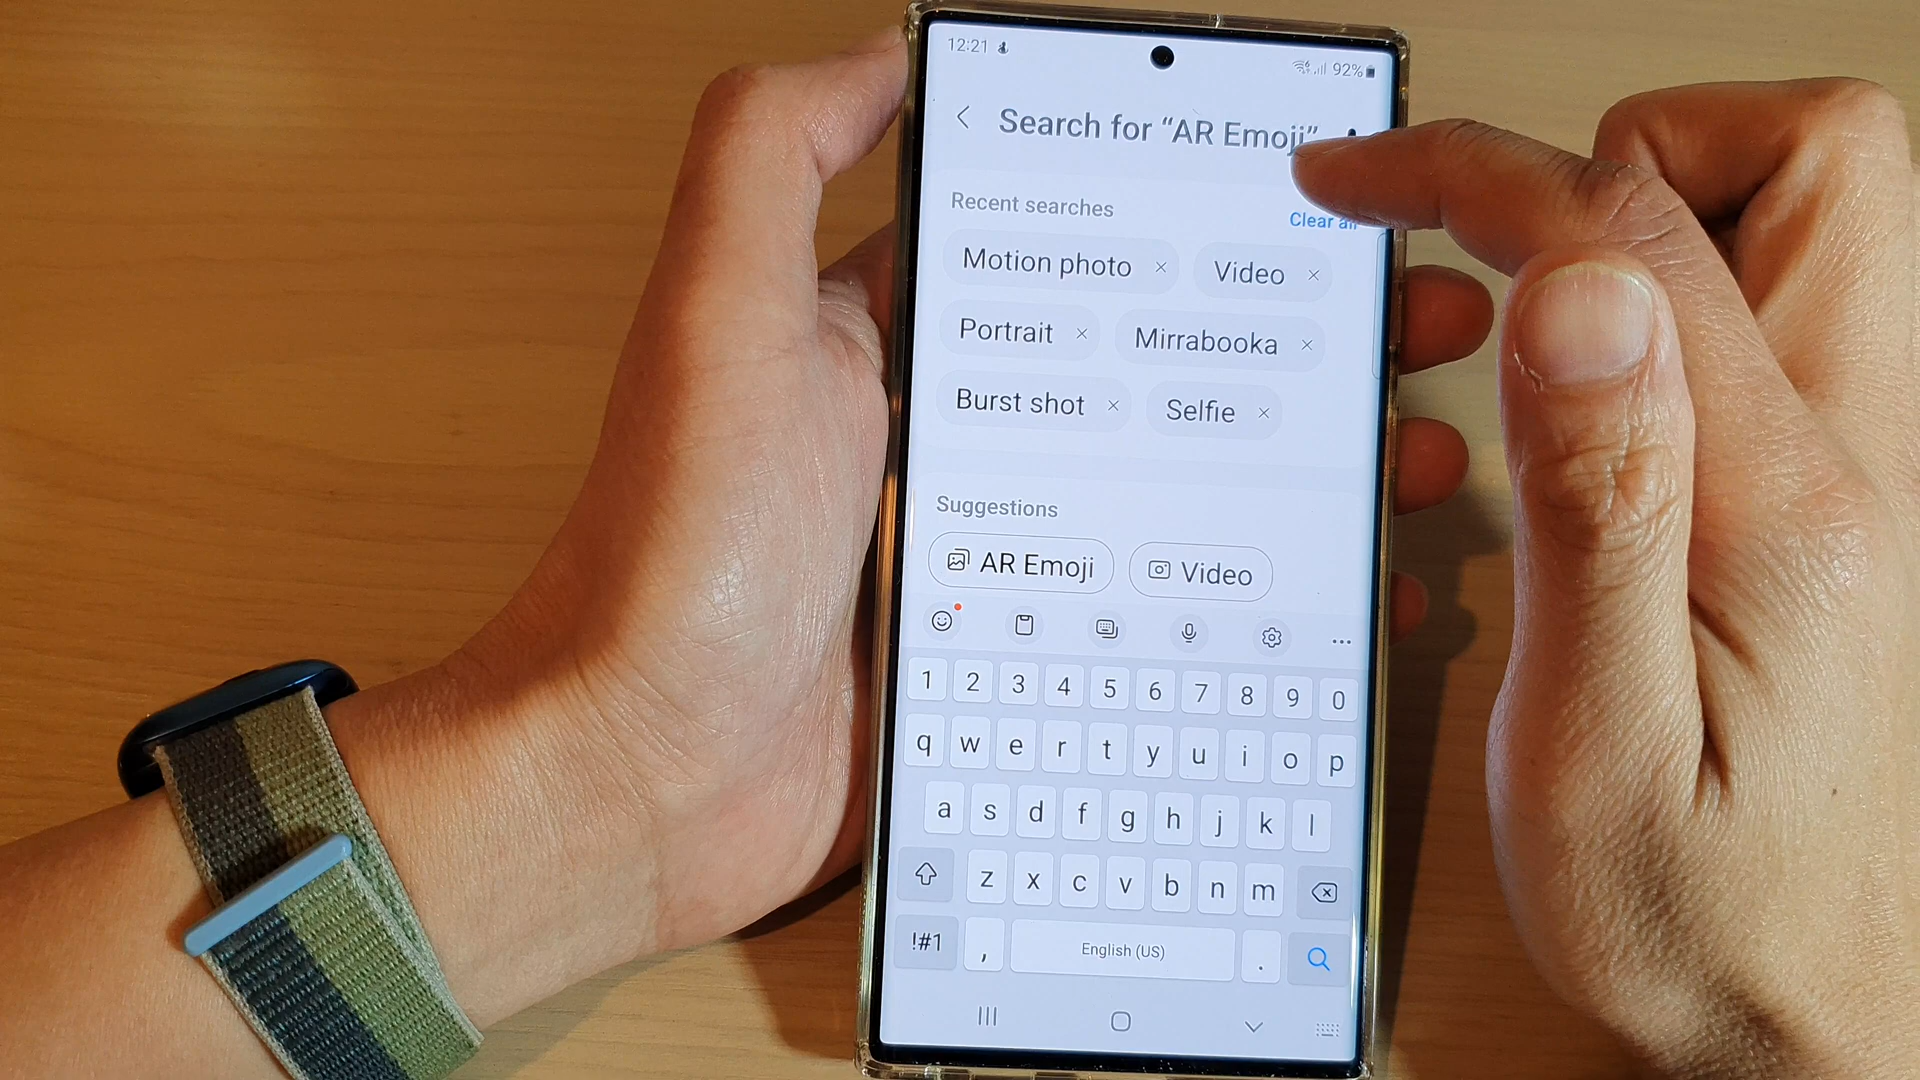 12:21 92%
Search for “AR Emoji”
Recent searches
Clear all
Motion photo × Video ×
Portrait × Mirrabooka ×
Burst shot × Selfie ×
Suggestions
AR Emoji Video
1 2 3 4 5 6 7 8 9 0
q w e r t y u i o p
a s d f g h j k l
z x c v b n m
!#1 , English (US) .